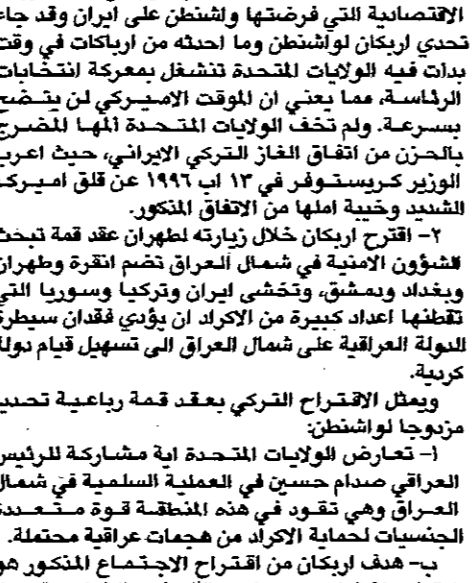 الاقتصادية التي فرضتها واشنطن على ايران وقد جاء
تحدي اربكان لواشنطن وما احدثه من ارباكات في وقت
بدأت فيه الولايات المتحدة تنشغل بمعركة انتخابات
الرئاسة، مما يعني ان الموقت الاميركي لن يتضح
بسرعة. ولم تخف الولايات المتحدة ألمها المضرج
بالحزن من اتفاق الغاز التركي الايراني، حيث اعرب
الوزير كريستوفر في ١٣ اب ١٩٩٦ عن قلق اميركا
الشديد وخيبة املها من الاتفاق المذكور.
٢- اقترح اربكان خلال زيارته لطهران عقد قمة تبحث
الشؤون الامنية في شمال العراق تضم انقرة وطهران
وبغداد ودمشق، وتخشى ايران وتركيا وسوريا التي
تقطنها اعداد كبيرة من الاكراد ان يؤدي فقدان سيطرة
الدولة العراقية على شمال العراق الى تسهيل قيام دولة
كردية.
ويمثل الاقتراح التركي بعقد قمة رباعية تحديا
مزدوجا لواشنطن:
أ- تعارض الولايات المتحدة اية مشاركة للرئيس
العراقي صدام حسين في العملية السلمية في شمال
العراق وهي تقود في هذه المنطقة قوة متعددة
الجنسيات لحماية الاكراد من هجمات عراقية محتملة.
ب- هدف اربكان من اقتراح الاجتماع المذكور هو